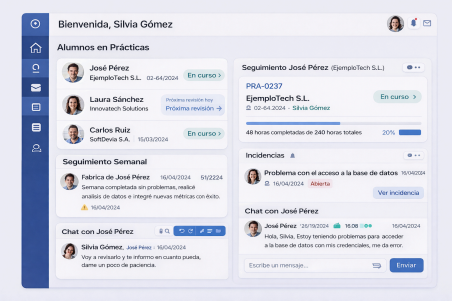 Bienvenida, Silvia Gómez
Alumnos en Prácticas
José Pérez
EjemploTech S.L. 02-64/2024
En curso >
Laura Sánchez
Innovatech Solutions
Próxima revisión hoy
Próxima revisión →
Carlos Ruiz
SoftDevia S.A. 15/03/2024
En curso >
Seguimiento Semanal
Fabrica de José Pérez 16/04/2024 51/2224
Semana completada sin problemas, realicé
análisis de datos e integré nuevas métricas con éxito.
16/04/2024
Chat con José Pérez
Silvia Gómez, José Pérez · 16/04/2024
Voy a revisarlo y te informo en cuanto pueda,
dame un poco de paciencia.
Seguimiento José Pérez (EjemploTech S.L.)
PRA-0237
EjemploTech S.L.
02-64.2024 - Silvia Gómez
En curso >
48 horas completadas de 240 horas totales 20%
Incidencias
Problema con el acceso a la base de datos 16/04/2024
16/04/2024 Abierta
Ver incidencia
Chat con José Pérez
José Pérez 16:08 16/04/2024
Hola, Silvia, Estoy teniendo problemas para acceder
a la base de datos con mis credenciales, me da error.
Escribe un mensaje...
Enviar